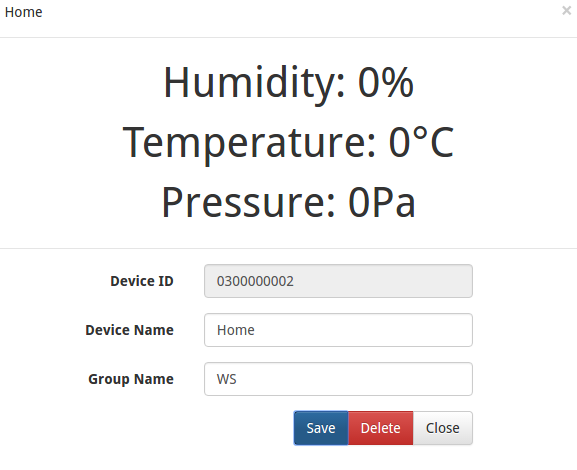 Home ×
Humidity: 0%
Temperature: 0°C
Pressure: 0Pa
Device ID 0300000002
Device Name Home
Group Name WS
Save Delete Close